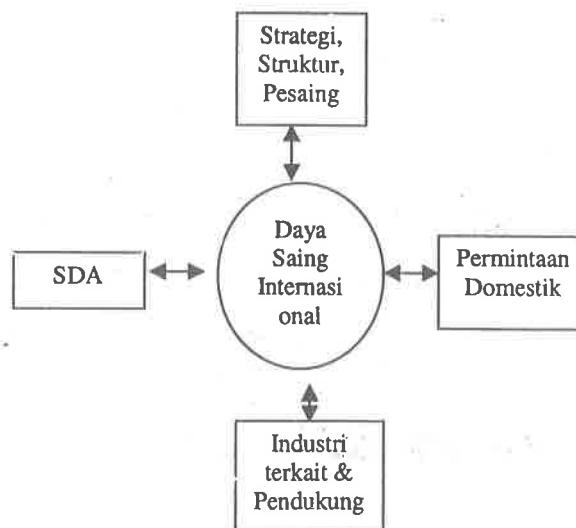 Strategi,
Struktur,
Pesaing
Daya
Saing
Internasi
onal
SDA
Permintaan
Domestik
Industri
terkait &
Pendukung